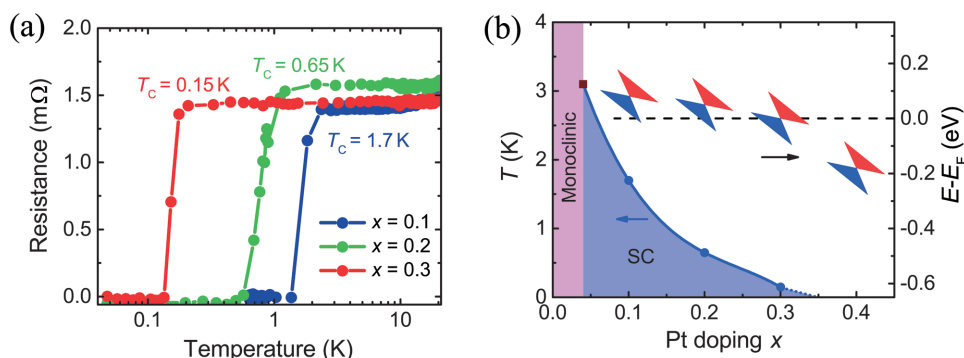 (a)
2.0
1.5
1.0
0.5
0.0
Resistance (mΩ)
T_C = 0.15 K
T_C = 0.65 K
T_C = 1.7 K
x = 0.1
x = 0.2
x = 0.3
0.1
1
10
Temperature (K)
(b)
4
3
2
1
0
T (K)
Monoclinic
SC
0.2
0.0
-0.2
-0.4
-0.6
E-E_F (eV)
0.0
0.1
0.2
0.3
0.4
Pt doping x